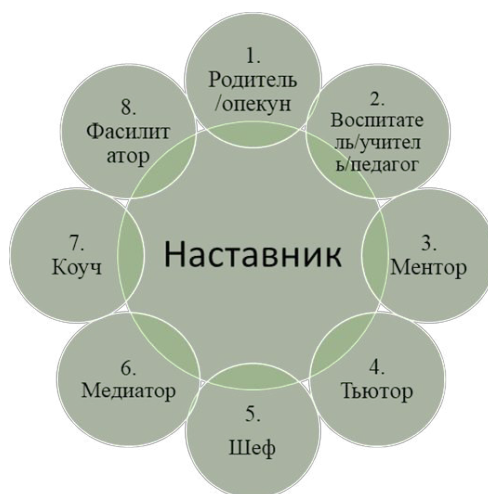 1.
Родитель
/опекун
2.
Воспитате
ль/учител
ь/педагог
3.
Ментор
4.
Тьютор
5.
Шеф
6.
Медиатор
7.
Коуч
8.
Фасилит
атор
Наставник